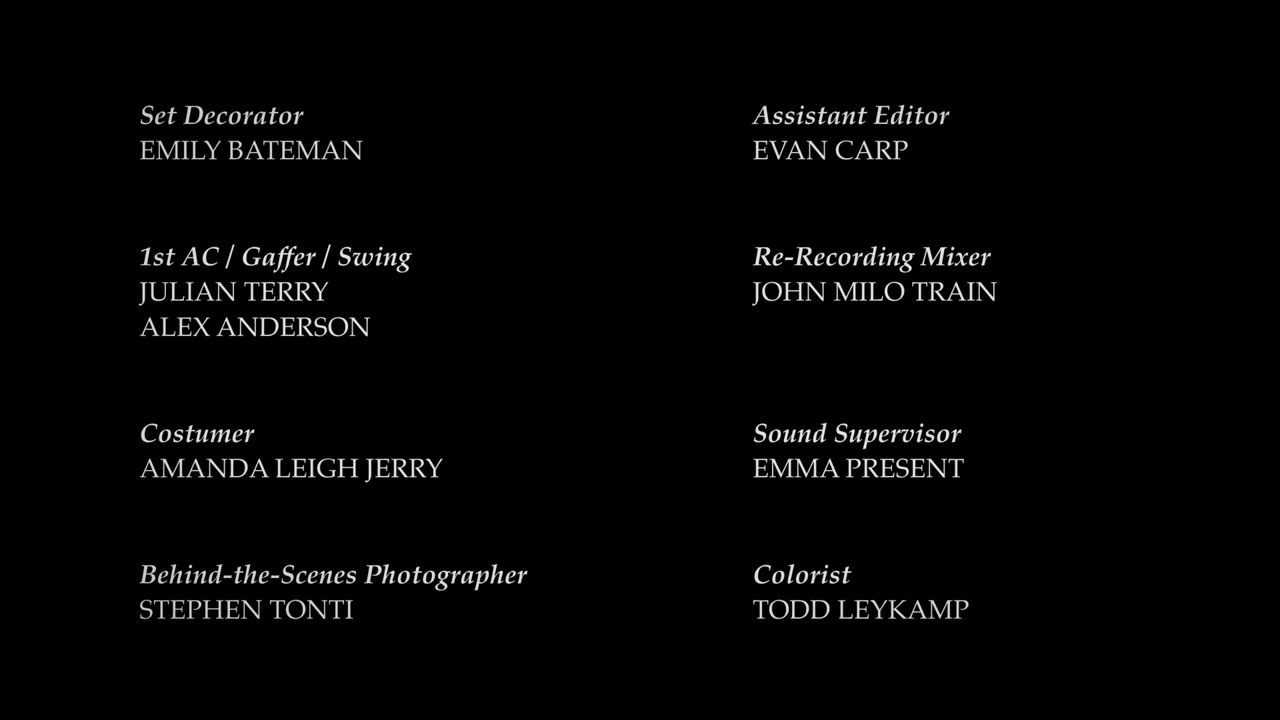 Set Decorator
EMILY BATEMAN
1st AC / Gaffer / Swing
JULIAN TERRY
ALEX ANDERSON
Costumer
AMANDA LEIGH JERRY
Behind-the-Scenes Photographer
STEPHEN TONTI
Assistant Editor
EVAN CARP
Re-Recording Mixer
JOHN MILO TRAIN
Sound Supervisor
EMMA PRESENT
Colorist
TODD LEYKAMP